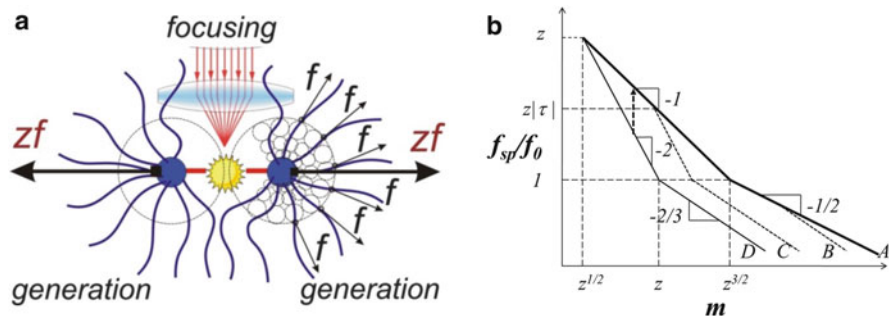 a
focusing
f
f
f
f
f
f
zf
zf
generation
generation
b
z
z|τ|
f_sp/f_0
1
-1
-2
-2/3
-1/2
D
C
B
A
z^{1/2}
z
z^{3/2}
m